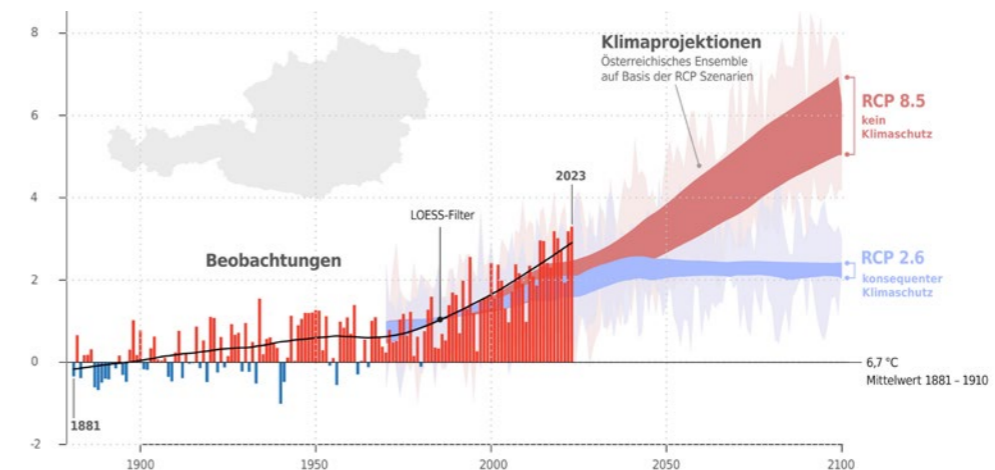 8
6
4
2
0
-2
Klimaprojektionen
Österreichisches Ensemble
auf Basis der RCP Szenarien
RCP 8.5
kein
Klimaschutz
2023
LOESS-Filter
Beobachtungen
RCP 2.6
konsequenter
Klimaschutz
6,7 °C
Mittelwert 1881 – 1910
1881
1900
1950
2000
2050
2100